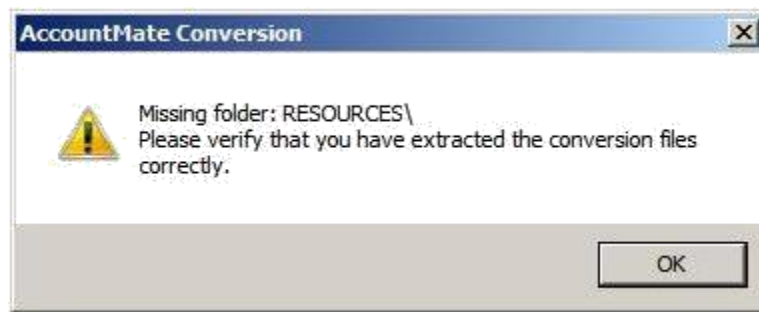 AccountMate Conversion
Missing folder: RESOURCES\
Please verify that you have extracted the conversion files
correctly.
OK